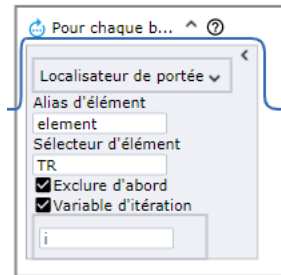 Pour chaque b...
Localisateur de portée
Alias d'élément
element
Sélecteur d'élément
TR
Exclure d'abord
Variable d'itération
i